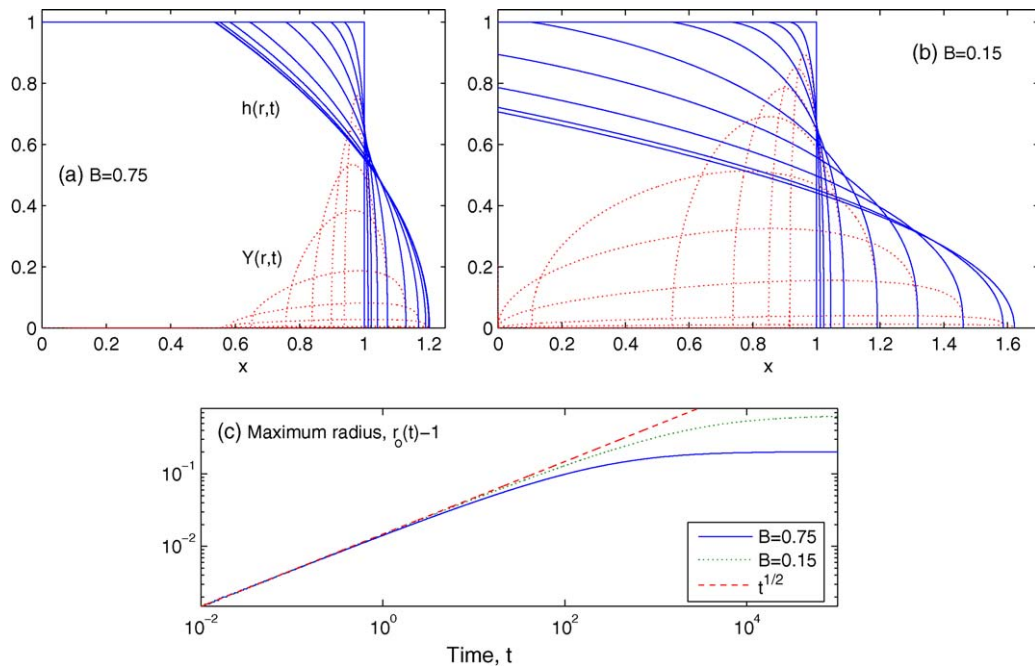 1
0.8
0.6
0.4
0.2
0
h(r,t)
(a) B=0.75
Y(r,t)
0 0.2 0.4 0.6 0.8 1 1.2
x
1
0.8
0.6
0.4
0.2
0
(b) B=0.15
0 0.2 0.4 0.6 0.8 1 1.2 1.4 1.6
x
(c) Maximum radius, r_o(t)−1
10^−1
10^−2
B=0.75
B=0.15
t^1/2
10^−2 10^0 10^2 10^4
Time, t